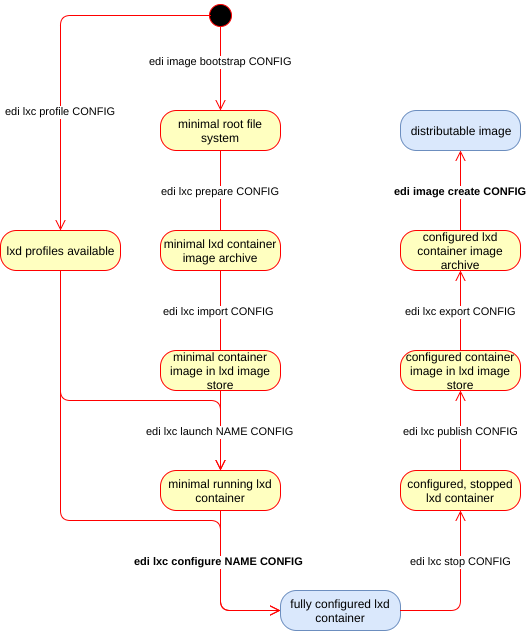 edi image bootstrap CONFIG
edi lxc profile CONFIG
minimal root file
system
distributable image
edi lxc prepare CONFIG
edi image create CONFIG
lxd profiles available
minimal lxd container
image archive
configured lxd
container image
archive
edi lxc import CONFIG
edi lxc export CONFIG
minimal container
image in lxd image
store
configured container
image in lxd image
store
edi lxc launch NAME CONFIG
edi lxc publish CONFIG
minimal running lxd
container
configured, stopped
lxd container
edi lxc configure NAME CONFIG
edi lxc stop CONFIG
fully configured lxd
container